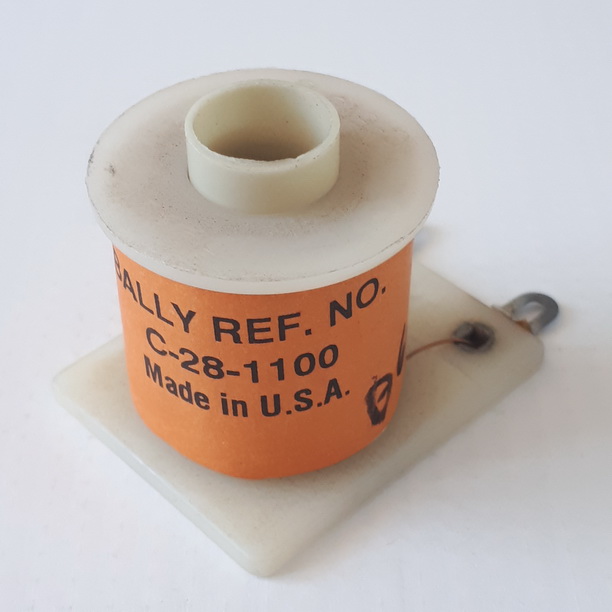 BALLY REF. NO.
C-28-1100
Made in U.S.A.